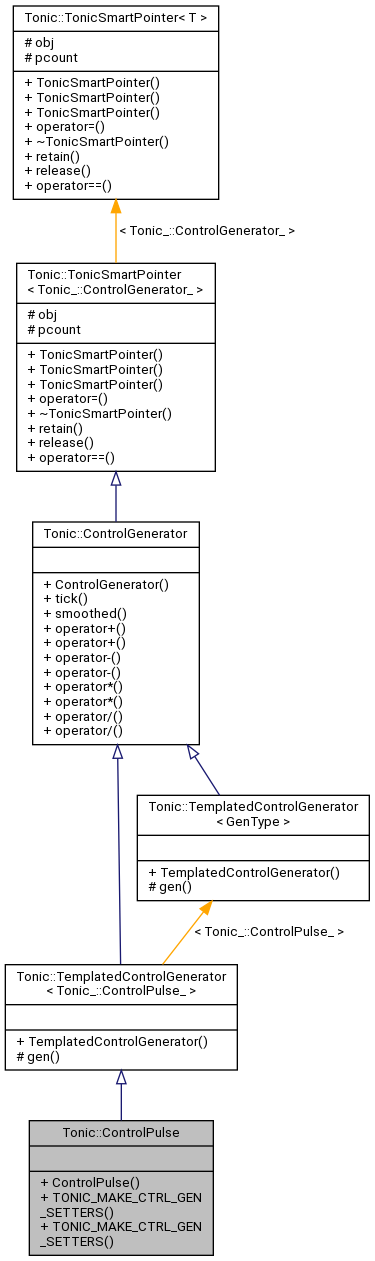 Tonic::TonicSmartPointer< T >
# obj
# pcount
+ TonicSmartPointer()
+ TonicSmartPointer()
+ TonicSmartPointer()
+ operator=()
+ ~TonicSmartPointer()
+ retain()
+ release()
+ operator==()
< Tonic_::ControlGenerator_ >
Tonic::TonicSmartPointer
< Tonic_::ControlGenerator_ >
# obj
# pcount
+ TonicSmartPointer()
+ TonicSmartPointer()
+ TonicSmartPointer()
+ operator=()
+ ~TonicSmartPointer()
+ retain()
+ release()
+ operator==()
Tonic::ControlGenerator
+ ControlGenerator()
+ tick()
+ smoothed()
+ operator+()
+ operator+()
+ operator-()
+ operator-()
+ operator*()
+ operator*()
+ operator/()
+ operator/()
Tonic::TemplatedControlGenerator
< GenType >
+ TemplatedControlGenerator()
# gen()
< Tonic_::ControlPulse_ >
Tonic::TemplatedControlGenerator
< Tonic_::ControlPulse_ >
+ TemplatedControlGenerator()
# gen()
Tonic::ControlPulse
+ ControlPulse()
+ TONIC_MAKE_CTRL_GEN
_SETTERS()
+ TONIC_MAKE_CTRL_GEN
_SETTERS()